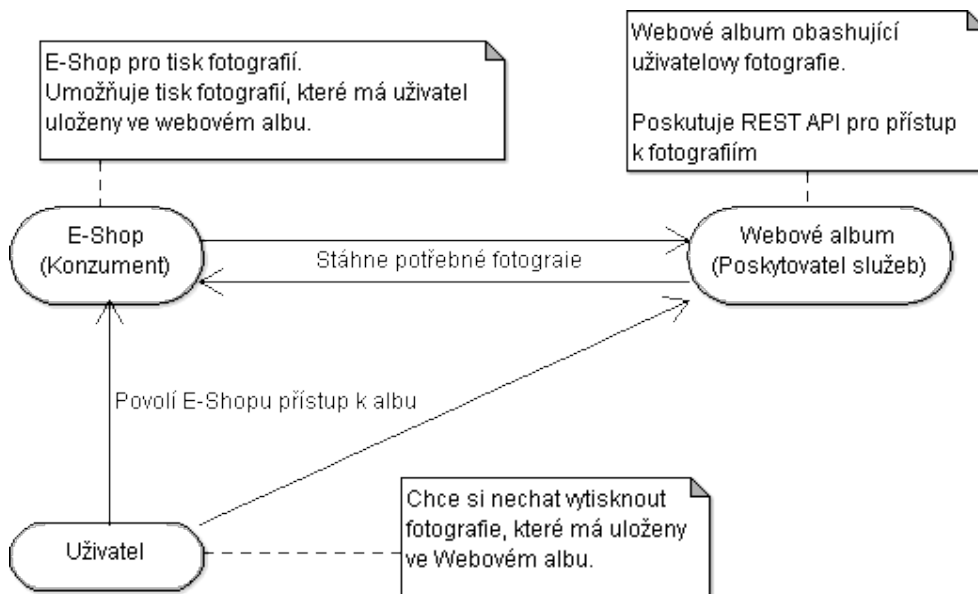 E-Shop pro tisk fotografií.
Umožňuje tisk fotografií, které má uživatel
uloženy ve webovém albu.
Webové album obashující
uživatelovy fotografie.
Poskutuje REST API pro přístup
k fotografiím
E-Shop
(Konzument)
Stáhne potřebné fotograie
Webové album
(Poskytovatel služeb)
Povolí E-Shopu přístup k albu
Chce si nechat vytisknout
fotografie, které má uloženy
ve Webovém albu.
Uživatel